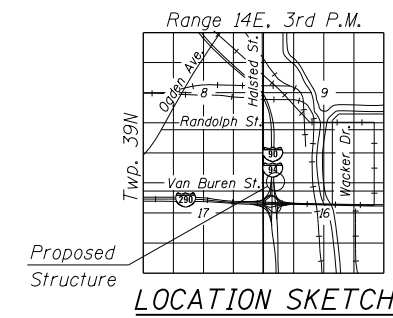 Range 14E, 3rd P.M.
Twp. 39N
Ogden Ave.
Halsted St.
8
9
Randolph St.
Wacker Dr.
90
94
Van Buren St.
290
17
16
Proposed
Structure
LOCATION SKETCH